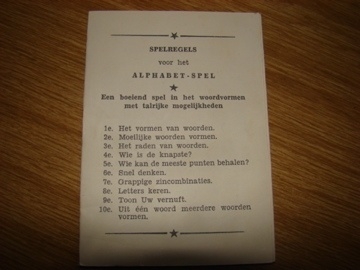 SPELREGELS
voor het
ALPHABET-SPEL
Een boeiend spel in het woordvormen
met talrijke mogelijkheden
1e. Het vormen van woorden.
2e. Moeilijke woorden vormen.
3e. Het raden van woorden.
4e. Wie is de knapste?
5e. Wie kan de meeste punten behalen?
6e. Snel denken.
7e. Grappige zincombinaties.
8e. Letters keren.
9e. Toon Uw vernuft.
10e. Uit één woord meerdere woorden
vormen.